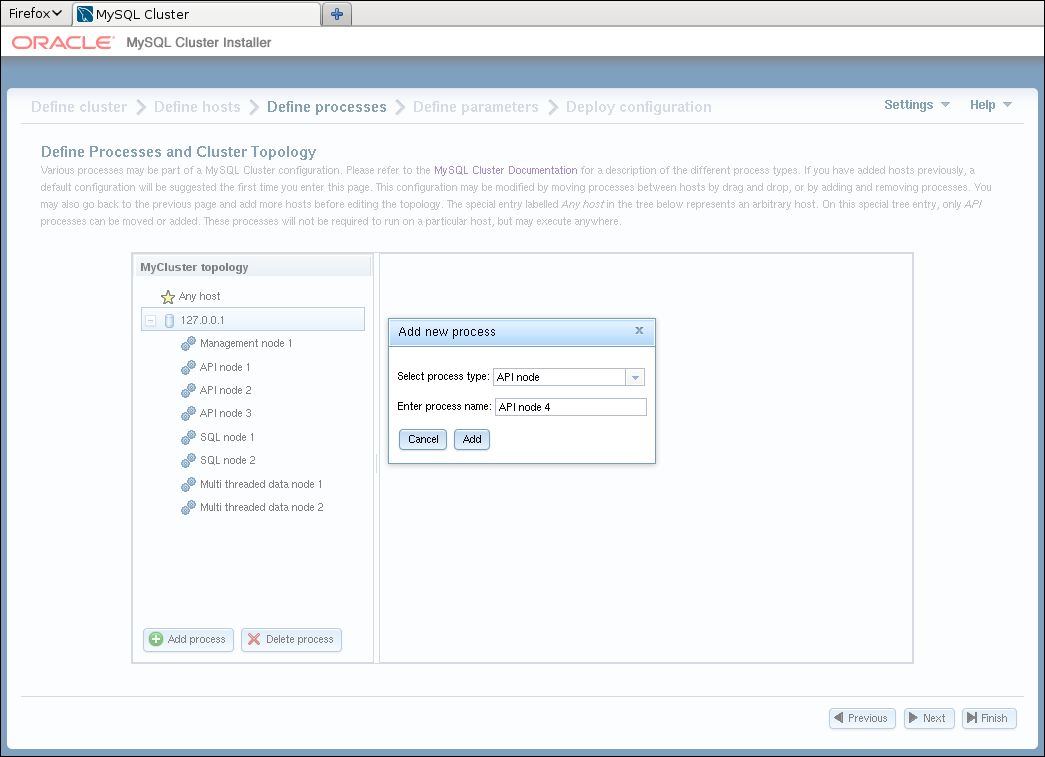 Firefox
MySQL Cluster
ORACLE® MySQL Cluster Installer
Define cluster Define hosts Define processes Define parameters Deploy configuration Settings Help
Define Processes and Cluster Topology
Various processes may be part of a MySQL Cluster configuration. Please refer to the MySQL Cluster Documentation for a description of the different process types. If you have added hosts previously, a
default configuration will be suggested the first time you enter this page. This configuration may be modified by moving processes between hosts by drag and drop, or by adding and removing processes. You
may also go back to the previous page and add more hosts before editing the topology. The special entry labelled Any host in the tree below represents an arbitrary host. On this special tree entry, only API
processes can be moved or added. These processes will not be required to run on a particular host, but may execute anywhere.
MyCluster topology
Any host
127.0.0.1
Management node 1
API node 1
API node 2
API node 3
SQL node 1
SQL node 2
Multi threaded data node 1
Multi threaded data node 2
Add process Delete process
Add new process x
Select process type: API node
Enter process name: API node 4
Cancel Add
Previous Next Finish